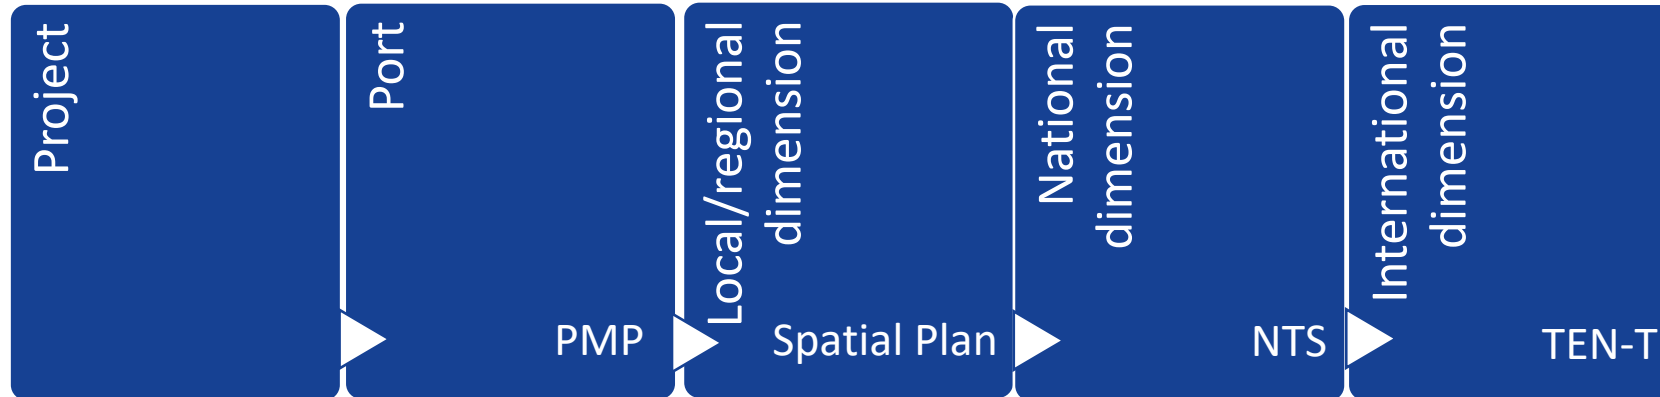 Project
Port
PMP
Local/regional
dimension
Spatial Plan
National
dimension
NTS
International
dimension
TEN-T